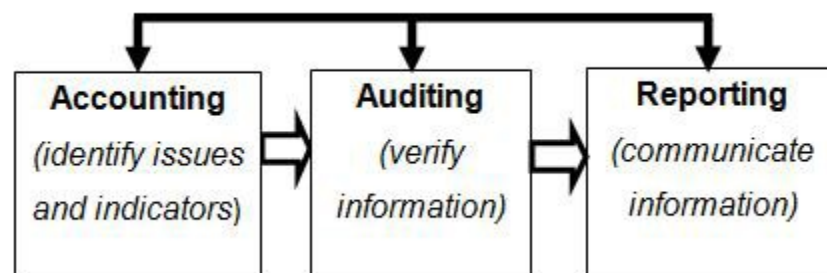 Accounting
(identify issues
and indicators)
Auditing
(verify
information)
Reporting
(communicate
information)